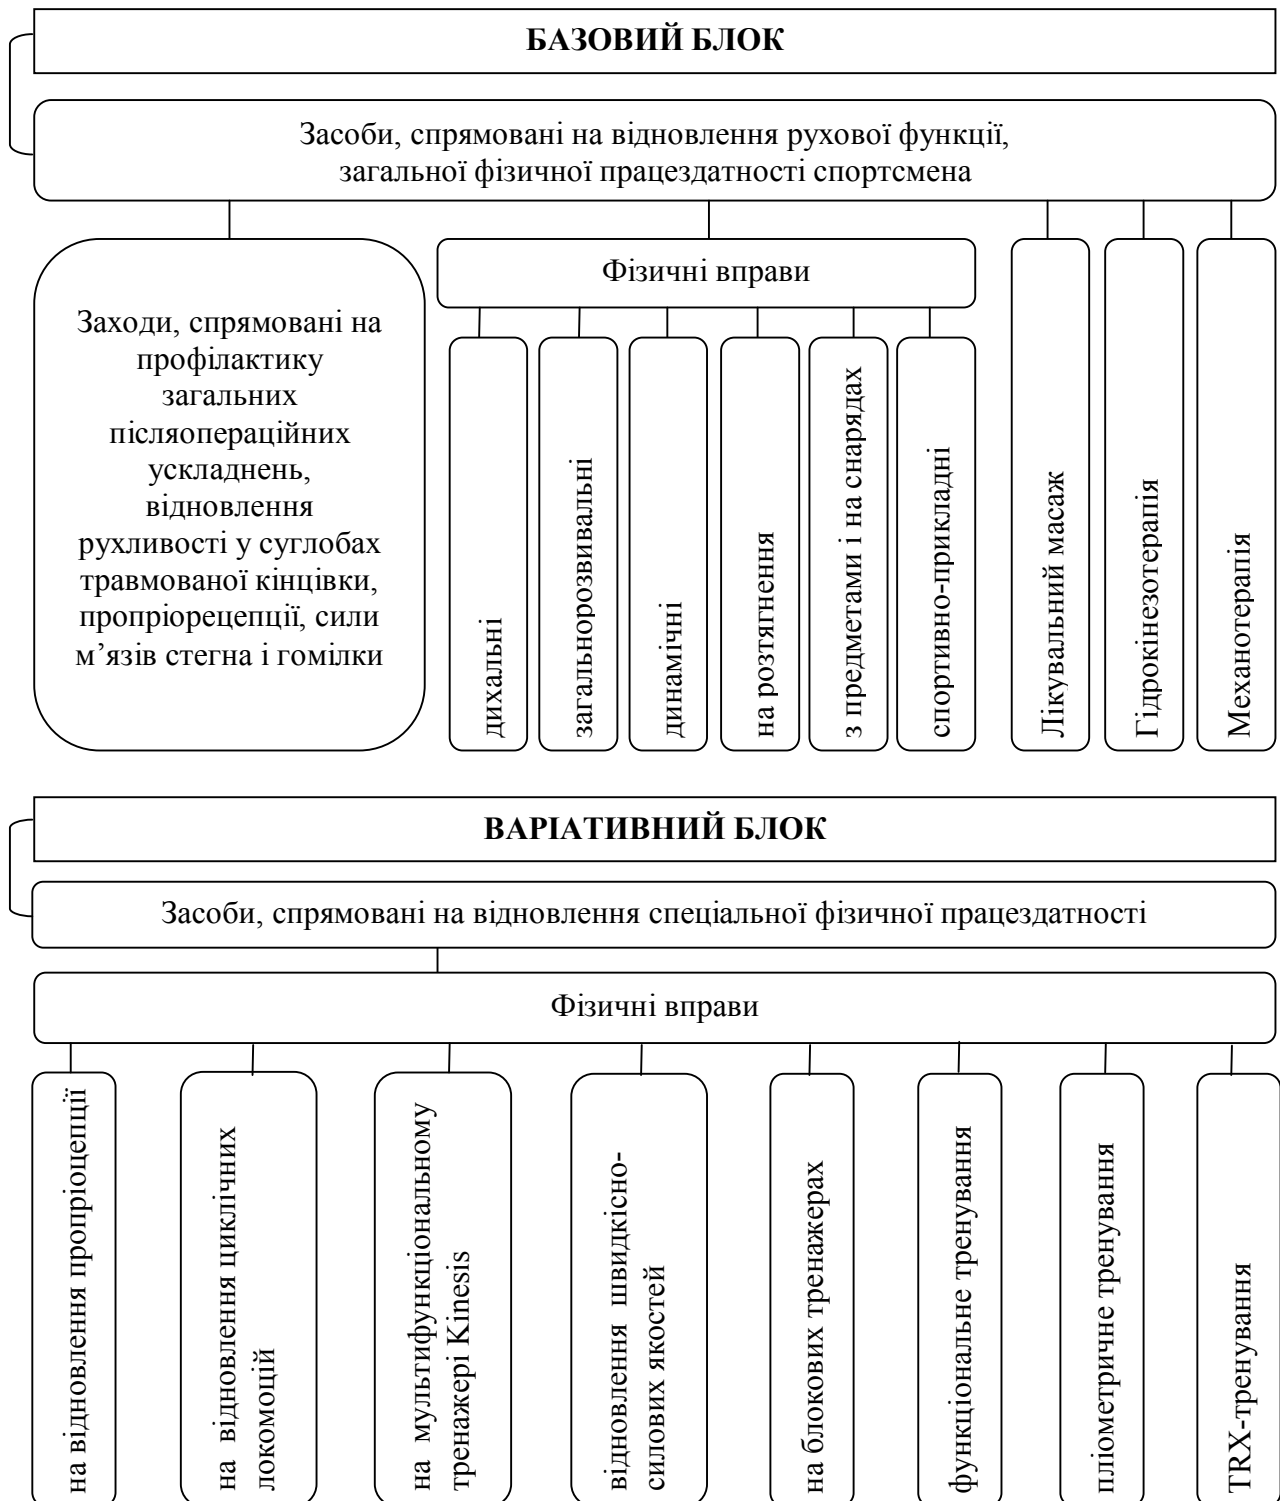 БАЗОВИЙ БЛОК
Засоби, спрямовані на відновлення рухової функції,
загальної фізичної працездатності спортсмена
Заходи, спрямовані на
профілактику
загальних
післяопераційних
ускладнень,
відновлення
рухливості у суглобах
травмованої кінцівки,
пропріорецепції, сили
м’язів стегна і гомілки
Фізичні вправи
дихальні
загальнорозвивальні
динамічні
на розтягнення
з предметами і на снарядах
спортивно-прикладні
Лікувальний масаж
Гідрокінезотерапія
Механотерапія
ВАРІАТИВНИЙ БЛОК
Засоби, спрямовані на відновлення спеціальної фізичної працездатності
Фізичні вправи
на відновлення пропріоцепції
на відновлення циклічних
локомоцій
на мультифункціональному
тренажері Kinesis
відновлення швидкісно-
силових якостей
на блокових тренажерах
функціональне тренування
пліометричне тренування
TRX-тренування